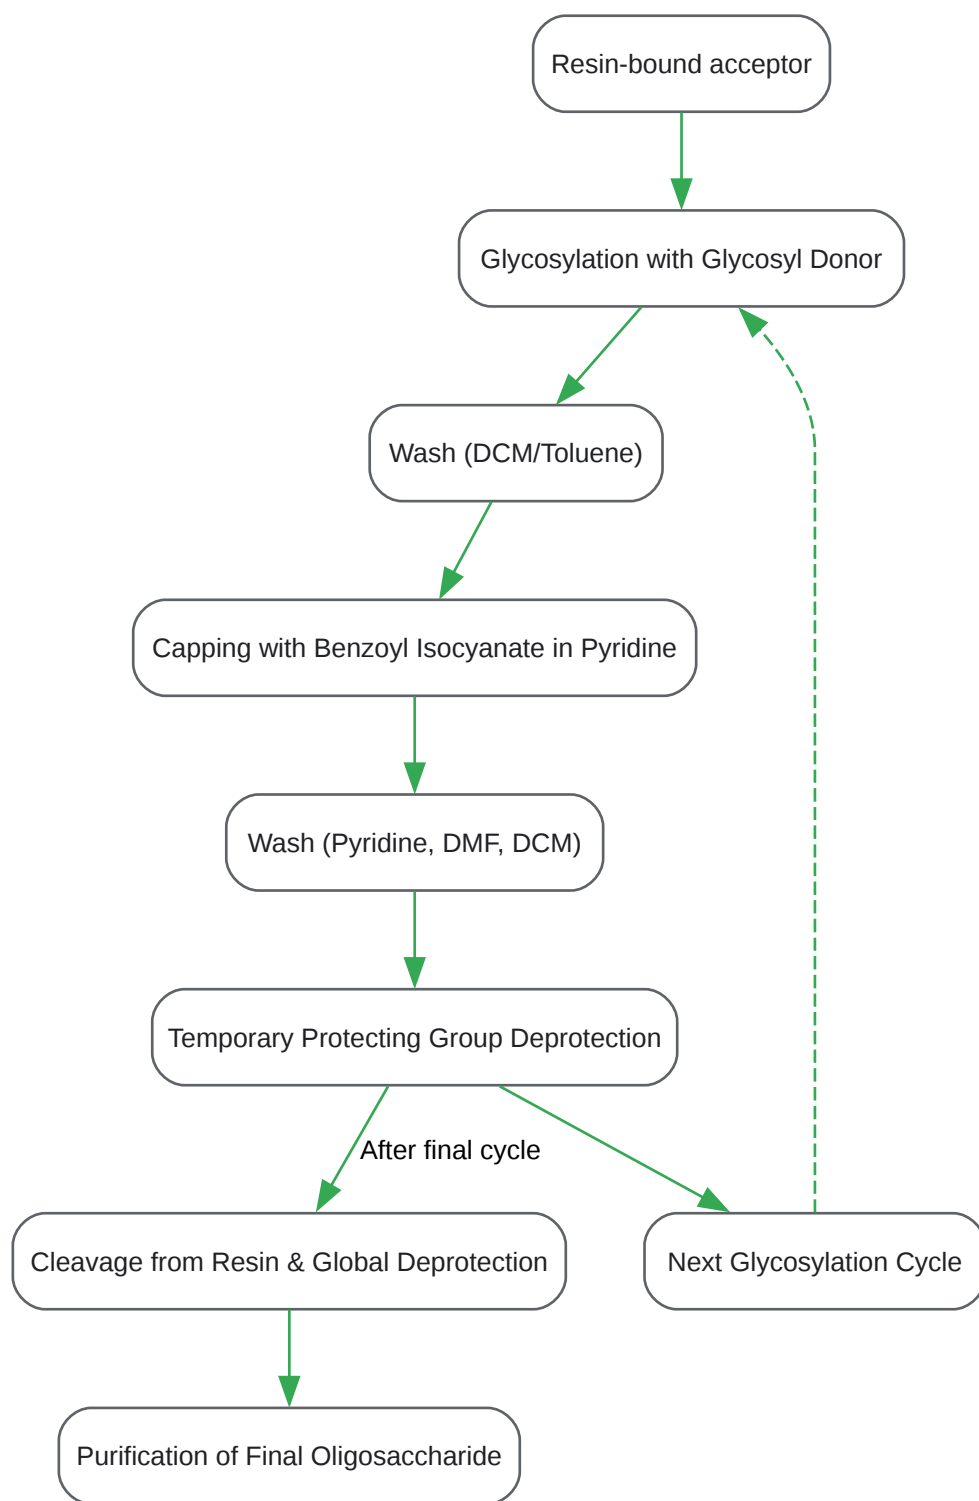 Resin-bound acceptor
Glycosylation with Glycosyl Donor
Wash (DCM/Toluene)
Capping with Benzoyl Isocyanate in Pyridine
Wash (Pyridine, DMF, DCM)
Temporary Protecting Group Deprotection
After final cycle
Cleavage from Resin & Global Deprotection
Next Glycosylation Cycle
Purification of Final Oligosaccharide